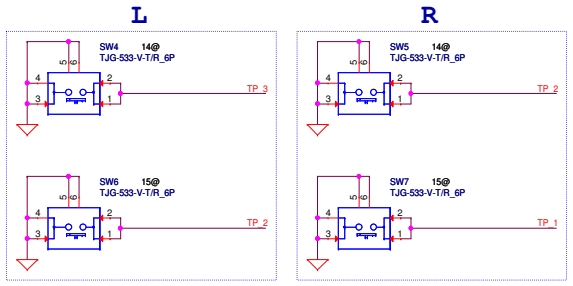 L
R
SW4 14@
TJG-533-V-T/R_6P
5 6
4 2
3 1
TP_3
SW5 14@
TJG-533-V-T/R_6P
5 6
4 2
3 1
TP_2
SW6 15@
TJG-533-V-T/R_6P
5 6
4 2
3 1
TP_2
SW7 15@
TJG-533-V-T/R_6P
5 6
4 2
3 1
TP_1